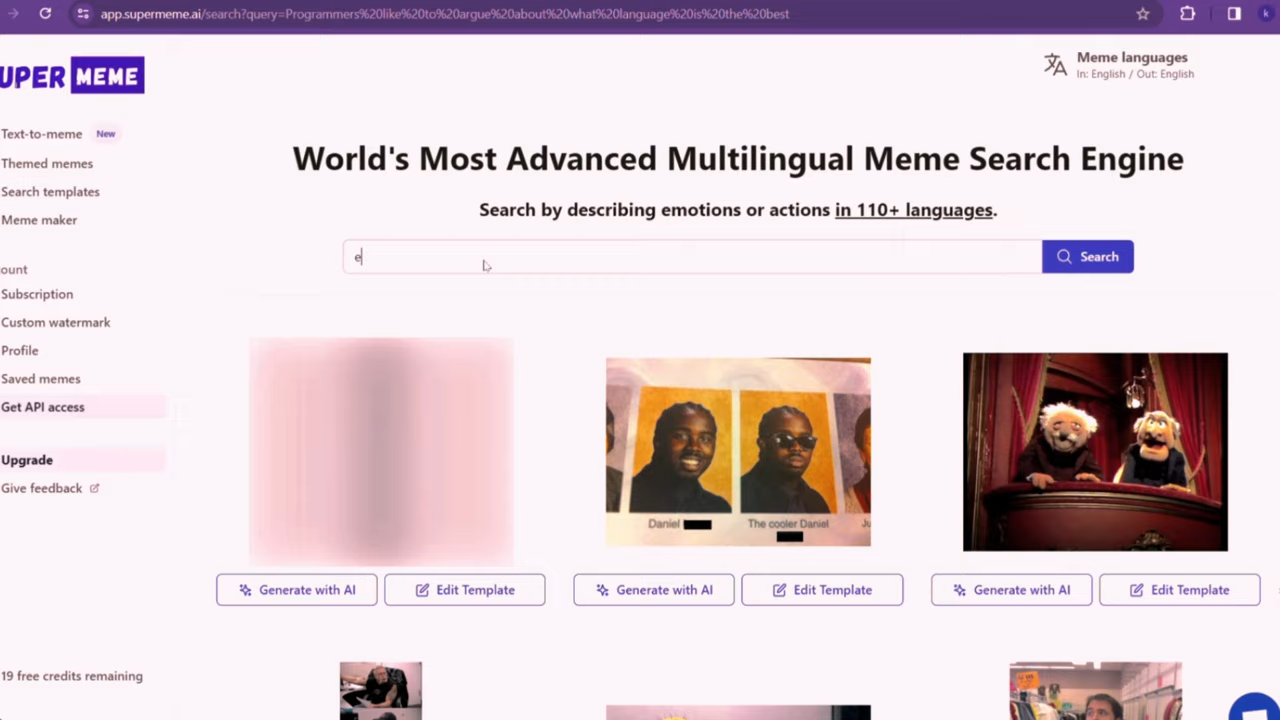 app.supermeme.ai/search?query=Programmers%20like%20to%20argue%20about%20what%20language%20is%20the%20best
k
UPER MEME
Meme languages
In: English / Out: English
Text-to-meme New
Themed memes
Search templates
Meme maker
World's Most Advanced Multilingual Meme Search Engine
Search by describing emotions or actions in 110+ languages.
e
Search
ount
Subscription
Custom watermark
Profile
Saved memes
Get API access
Upgrade
Give feedback
Daniel
The cooler Daniel
Ju
Generate with AI
Edit Template
Generate with AI
Edit Template
Generate with AI
Edit Template
19 free credits remaining